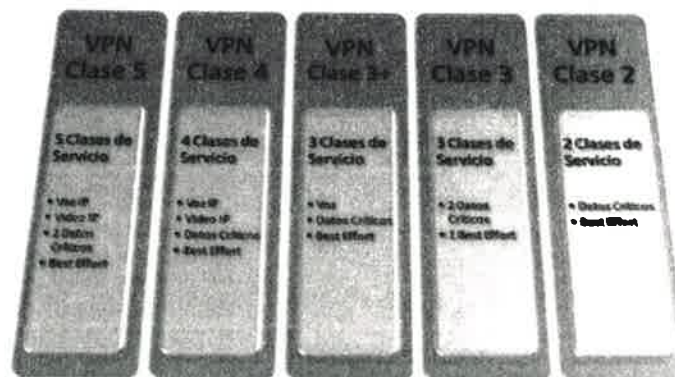 VPN
Clase 5
5 Clases de
Servicio
• Voz IP
• Video IP
• 2 Datos
Críticos
• Best Effort
VPN
Clase 4
4 Clases de
Servicio
• Voz IP
• Video IP
• Datos Críticos
• Best Effort
VPN
Clase 3+
3 Clases de
Servicio
• Voz
• Datos Críticos
• Best Effort
VPN
Clase 3
3 Clases de
Servicio
• 2 Datos
Críticos
• 1 Best Effort
VPN
Clase 2
2 Clases de
Servicio
• Datos Críticos
• Best Effort